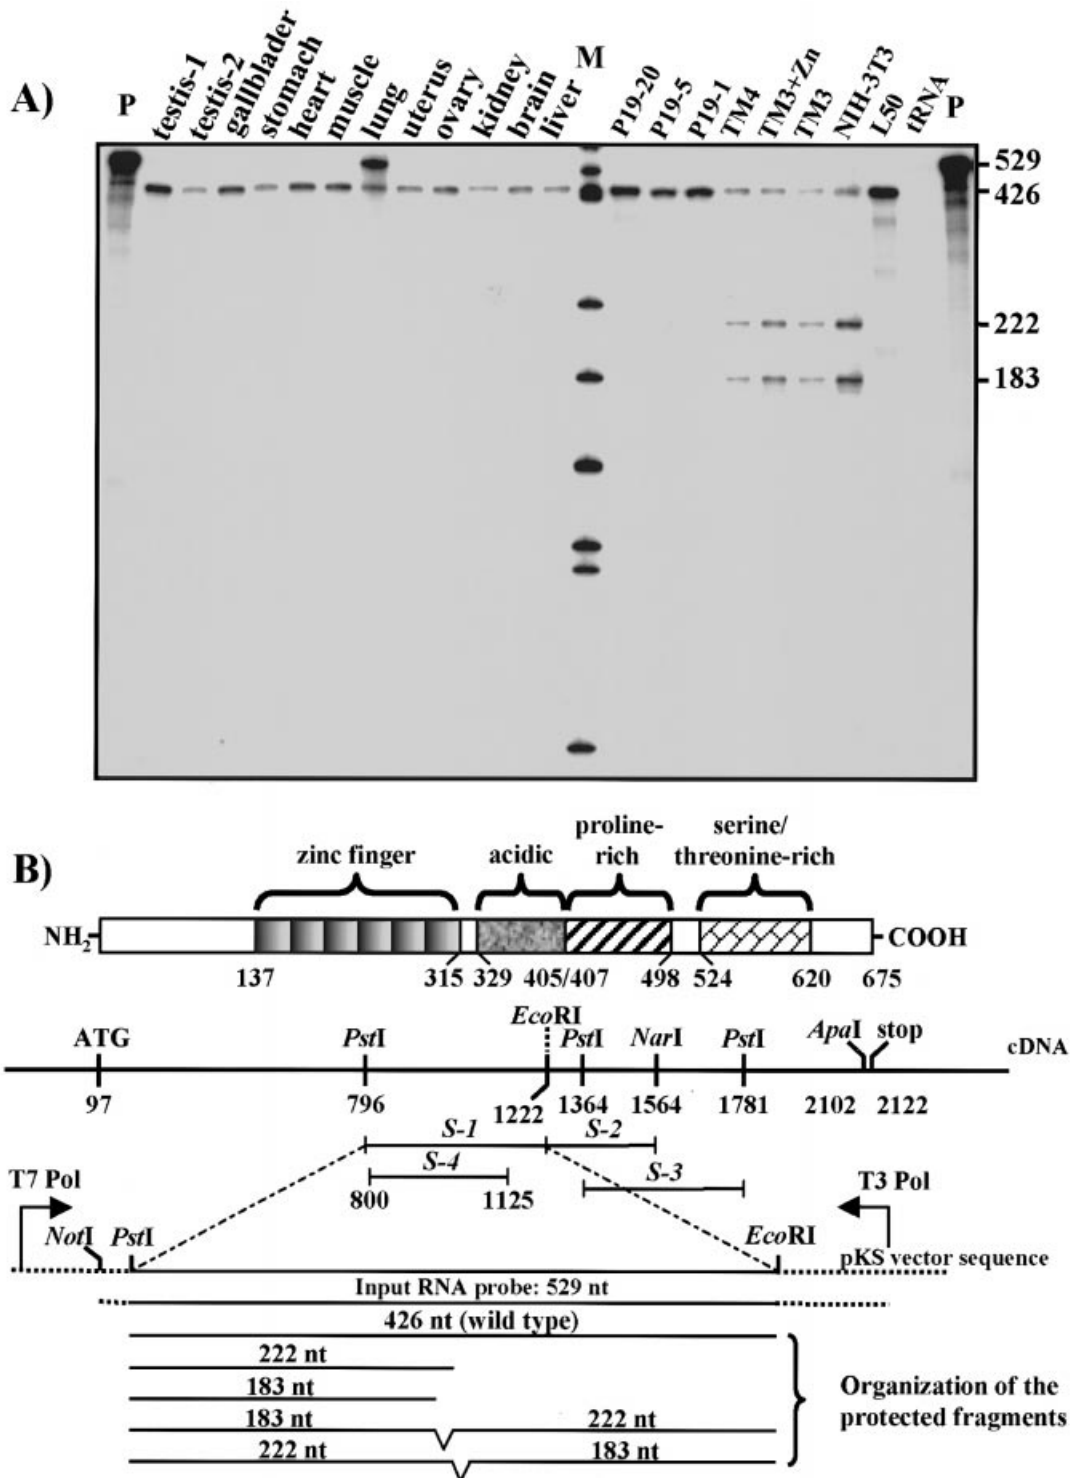 A)
P testis-1 testis-2 gallbladder stomach heart muscle lung uterus ovary kidney brain liver M P19-20 P19-5 P19-1 TM4 TM3+Zn TM3 NIH-3T3 L50 tRNA P
529
426
222
183
B)
zinc finger acidic proline-rich serine/threonine-rich
NH2 COOH
137 315 329 405/407 498 524 620 675
ATG PstI EcoRI PstI NarI PstI ApaI stop cDNA
97 796 1222 1364 1564 1781 2102 2122
S-1 S-2
S-4 S-3
800 1125
T7 Pol T3 Pol
NotI PstI EcoRI
pKS vector sequence
Input RNA probe: 529 nt
426 nt (wild type)
222 nt
183 nt
183 nt 222 nt
222 nt 183 nt
Organization of the
protected fragments